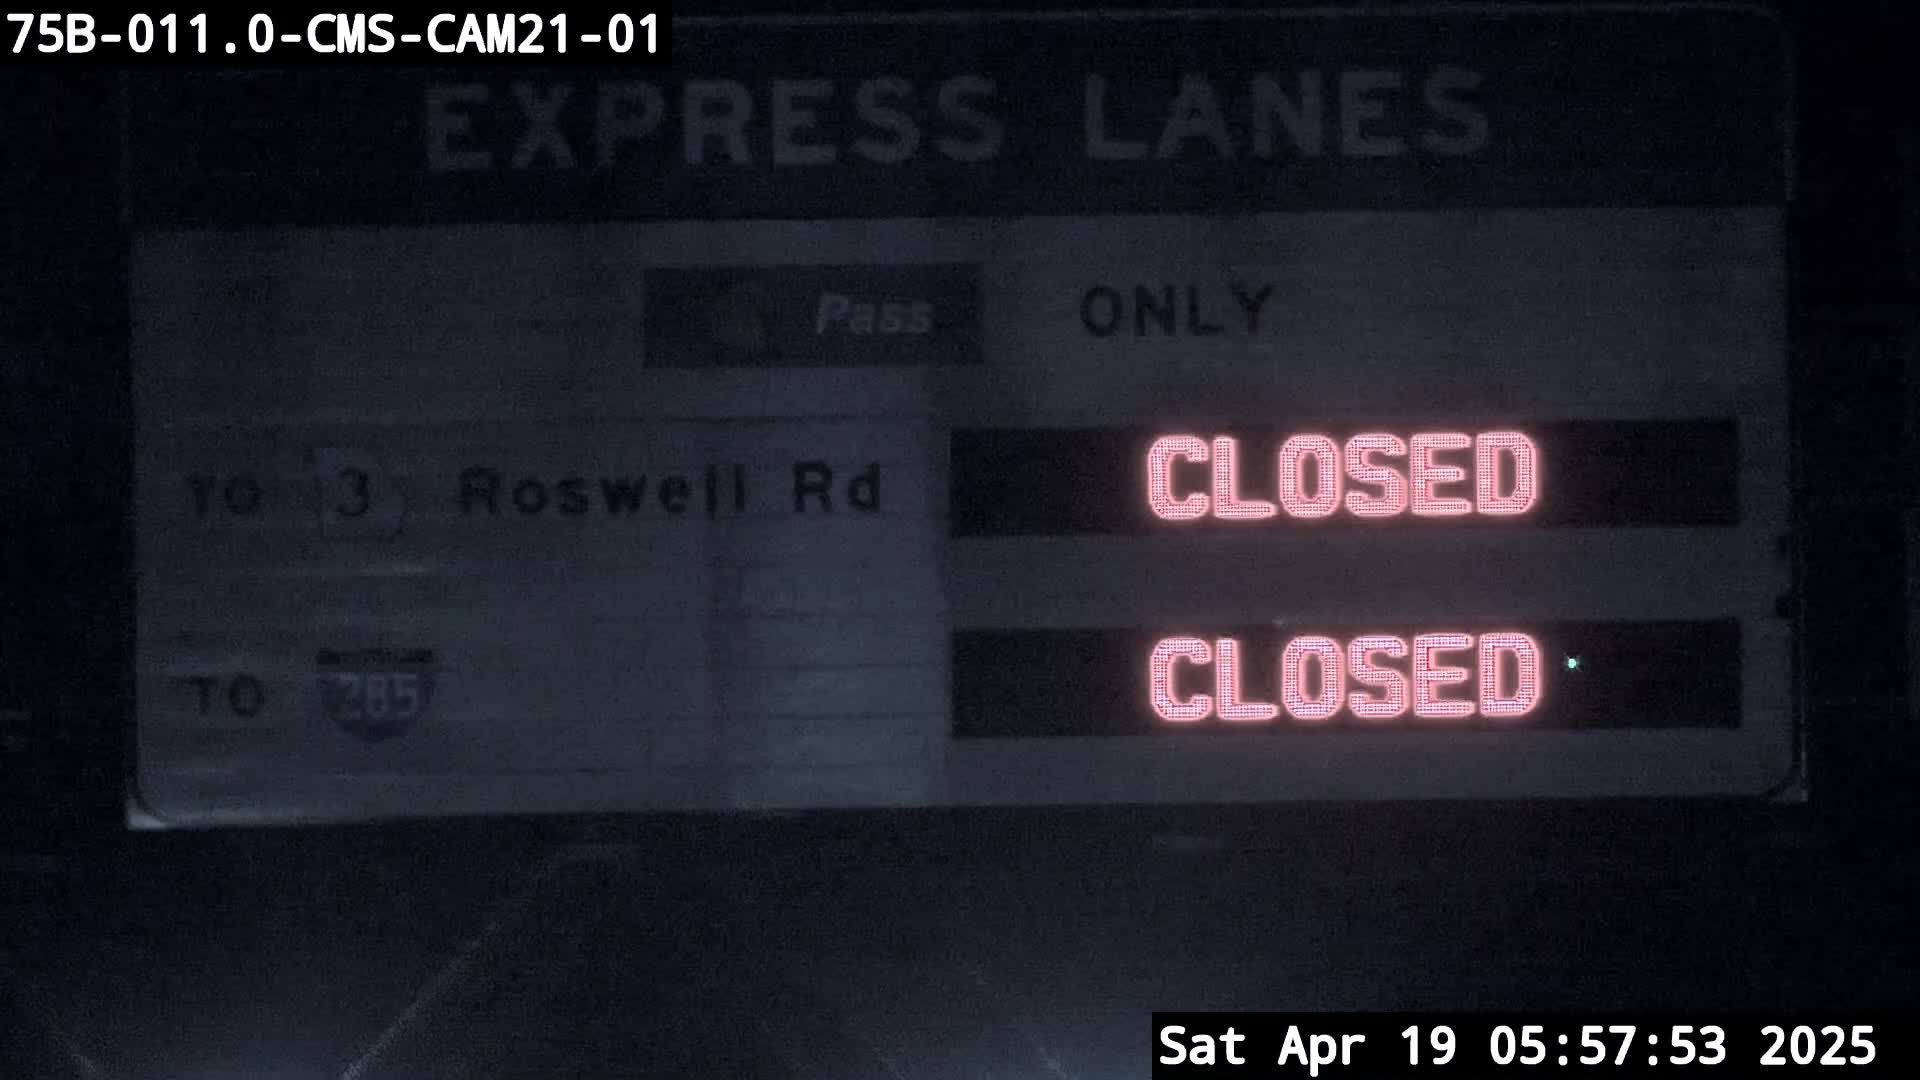 75B-011.0-CMS-CAM21-01
EXPRESS LANES
Pass ONLY
TO 3 Roswell Rd CLOSED
TO 285 CLOSED
Sat Apr 19 05:57:53 2025